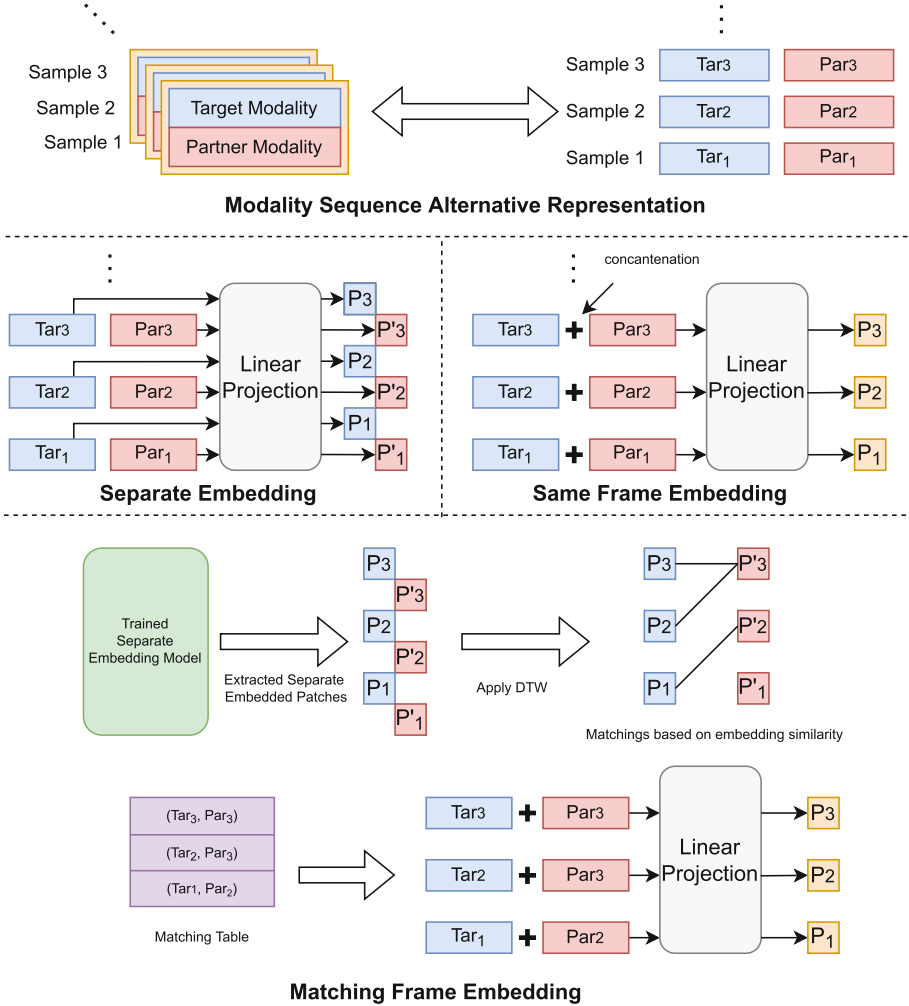 Sample 3
Sample 2
Sample 1
Target Modality
Partner Modality
Sample 3
Tar3
Par3
Sample 2
Tar2
Par2
Sample 1
Tar1
Par1
Modality Sequence Alternative Representation
Tar3
Par3
Tar2
Par2
Tar1
Par1
Linear
Projection
P3
P'3
P2
P'2
P1
P'1
Separate Embedding
concantenation
Tar3 + Par3
Tar2 + Par2
Tar1 + Par1
Linear
Projection
P3
P2
P1
Same Frame Embedding
Trained
Separate
Embedding Model
Extracted Separate
Embedded Patches
P3
P'3
P2
P'2
P1
P'1
Apply DTW
P3
P'3
P2
P'2
P1
P'1
Matchings based on embedding similarity
(Tar3, Par3)
(Tar2, Par3)
(Tar1, Par2)
Matching Table
Tar3 + Par3
Tar2 + Par3
Tar1 + Par2
Linear
Projection
P3
P2
P1
Matching Frame Embedding